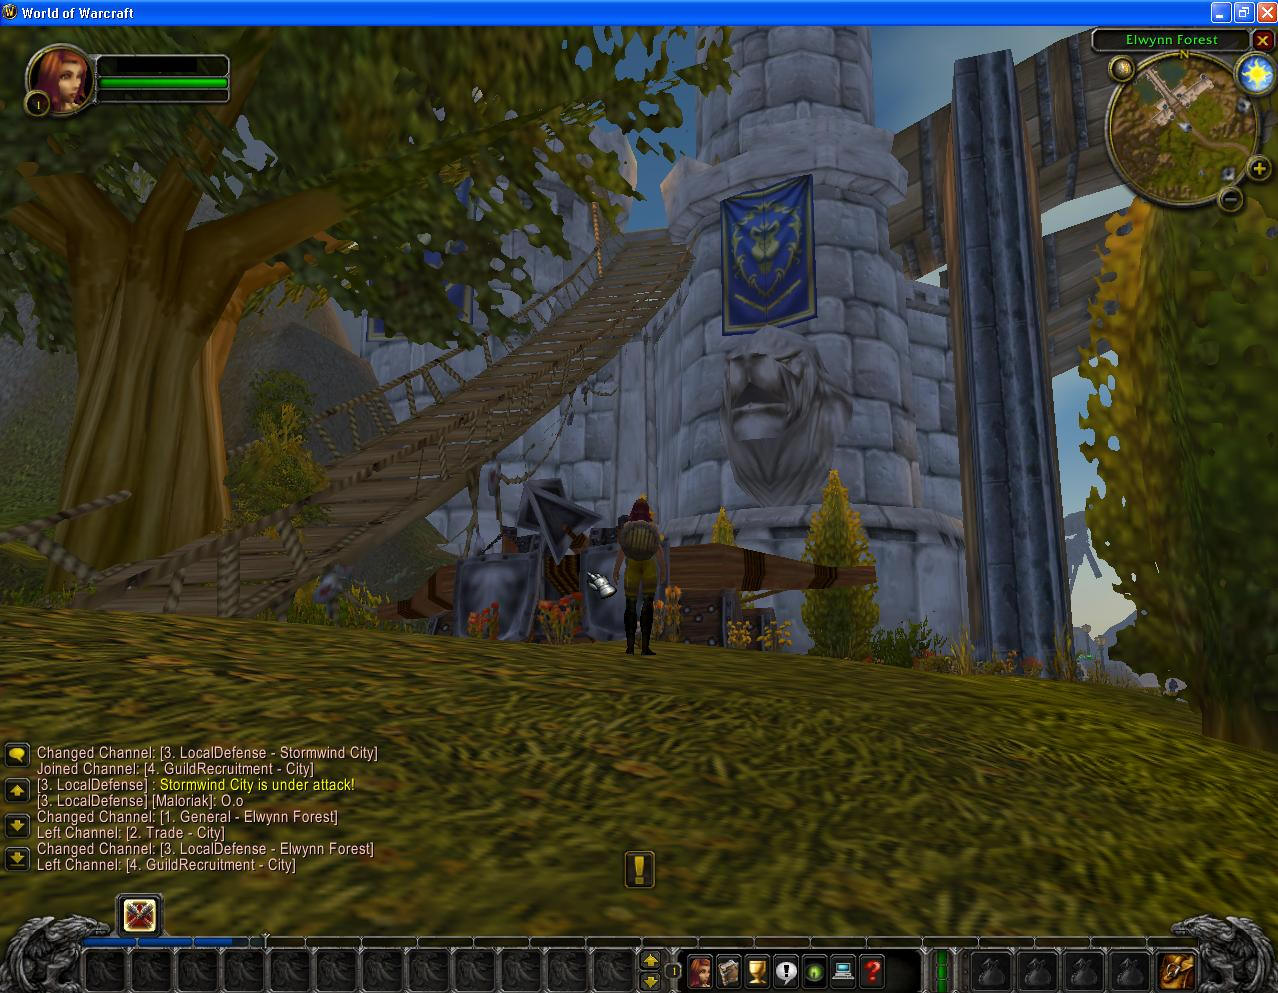 World of Warcraft
Elwynn Forest
N
1
Changed Channel: [3. LocalDefense - Stormwind City]
Joined Channel: [4. GuildRecruitment - City]
[3. LocalDefense] : Stormwind City is under attack!
[3. LocalDefense] [Maloriak]: O.o
Changed Channel: [1. General - Elwynn Forest]
Left Channel: [2. Trade - City]
Changed Channel: [3. LocalDefense - Elwynn Forest]
Left Channel: [4. GuildRecruitment - City]
1